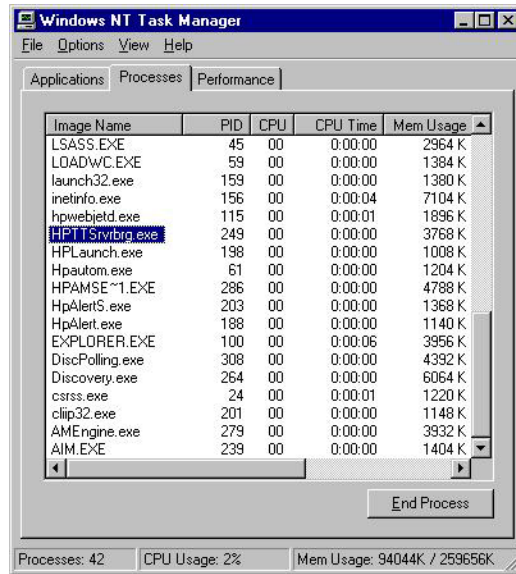 Windows NT Task Manager
File Options View Help
Applications Processes Performance
Image Name PID CPU CPU Time Mem Usage
LSASS.EXE 45 00 0:00:00 2964 K
LOADWC.EXE 59 00 0:00:00 1384 K
launch32.exe 159 00 0:00:00 1380 K
inetinfo.exe 156 00 0:00:04 7104 K
hpwebjetd.exe 115 00 0:00:01 1896 K
HPTTSrvrbrg.exe 249 00 0:00:00 3768 K
HPLaunch.exe 198 00 0:00:00 1008 K
Hpautom.exe 61 00 0:00:00 1204 K
HPAMSE~1.EXE 286 00 0:00:00 4788 K
HpAlertS.exe 203 00 0:00:00 1368 K
HpAlert.exe 188 00 0:00:00 1140 K
EXPLORER.EXE 100 00 0:00:06 3956 K
DiscPolling.exe 308 00 0:00:00 4392 K
Discovery.exe 264 00 0:00:00 6064 K
csrss.exe 24 00 0:00:01 1220 K
cliip32.exe 201 00 0:00:00 1148 K
AMEngine.exe 279 00 0:00:00 3932 K
AIM.EXE 239 00 0:00:00 1404 K
End Process
Processes: 42 CPU Usage: 2% Mem Usage: 94044K / 259656K